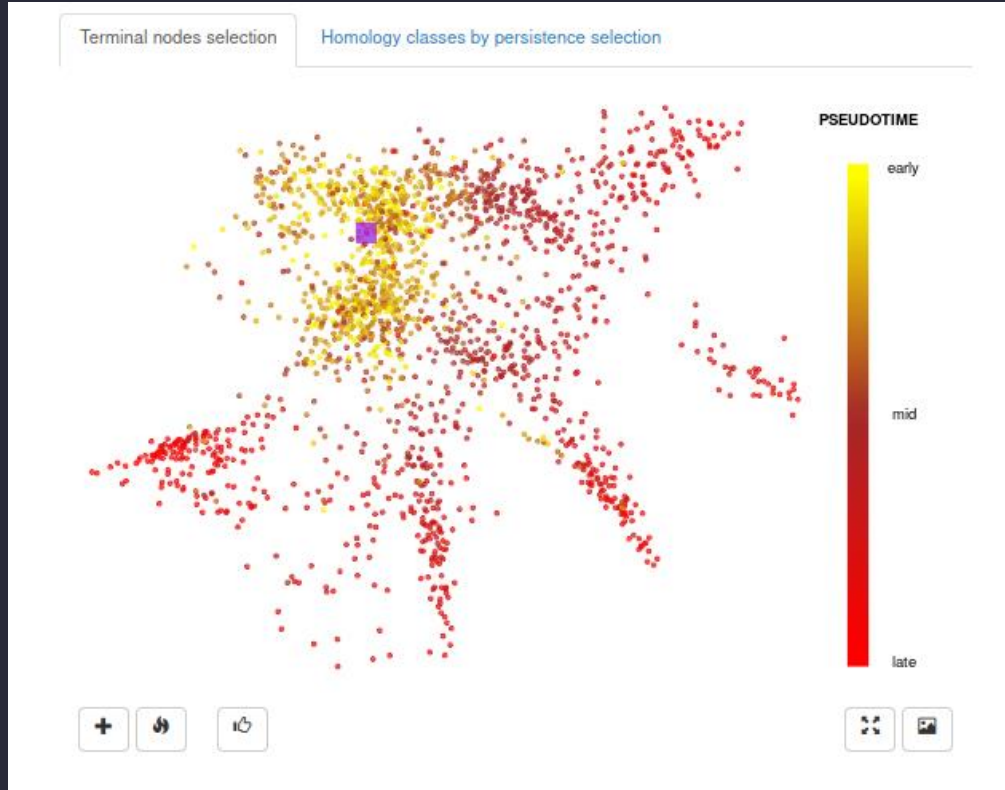 Terminal nodes selection
Homology classes by persistence selection
PSEUDOTIME
early
mid
late